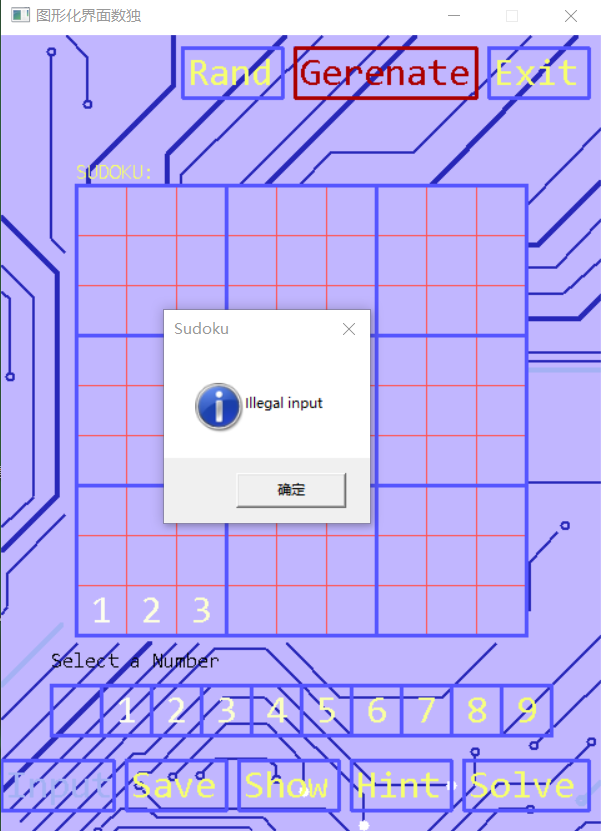 图形化界面数独
Rand Gerenate Exit
SUDOKU:
Sudoku
Illegal input
确定
1 2 3
Select a Number
1 2 3 4 5 6 7 8 9
Input Save Show Hint Solve